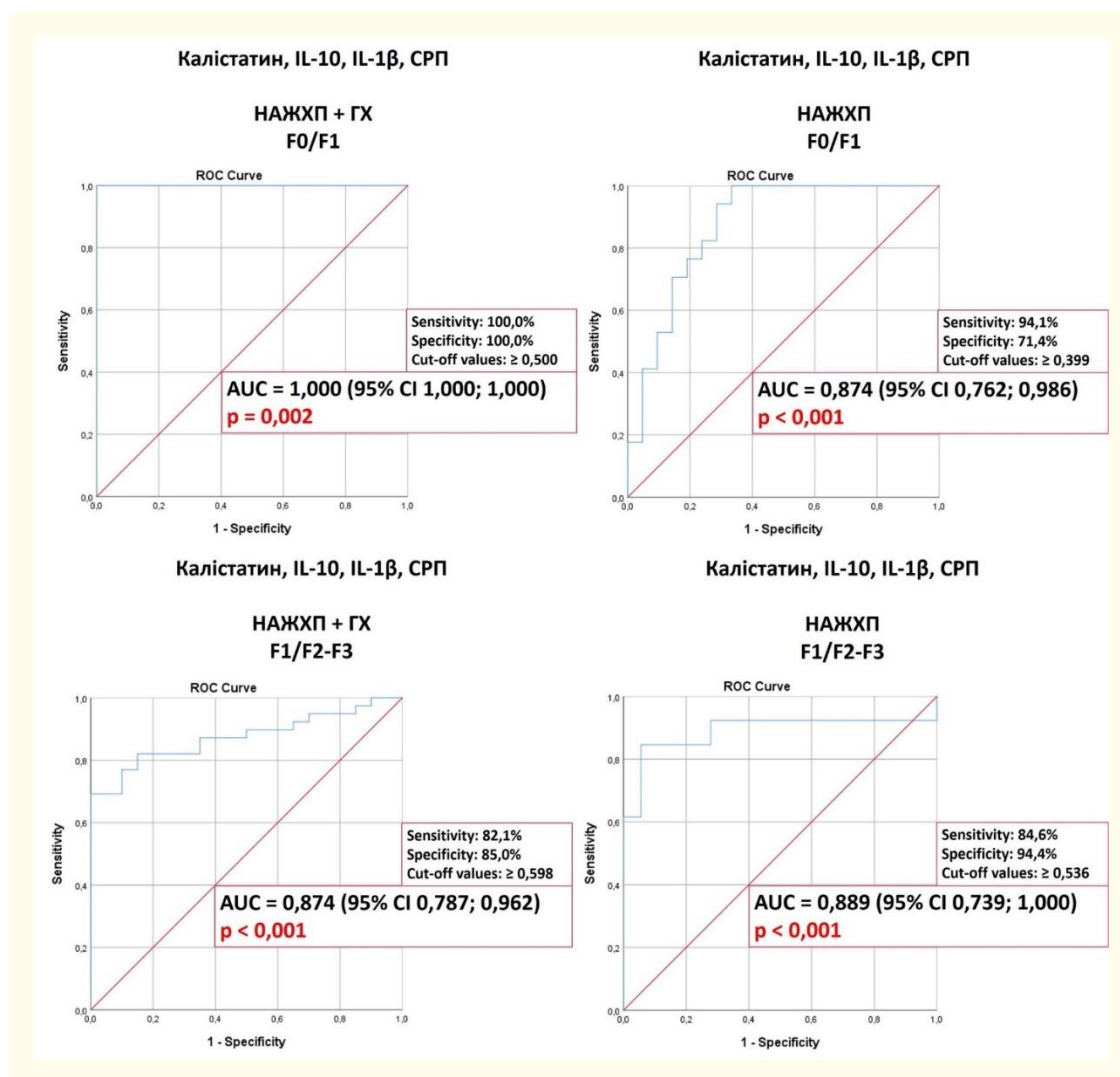 Калістатин, IL-10, IL-1β, СРП
НАЖХП + ГХ
F0/F1
ROC Curve
1,0
0,8
0,6
0,4
0,2
0,0
Sensitivity
0,0 0,2 0,4 0,6 0,8 1,0
1 - Specificity
Sensitivity: 100,0%
Specificity: 100,0%
Cut-off values: ≥ 0,500
AUC = 1,000 (95% CI 1,000; 1,000)
p = 0,002
Калістатин, IL-10, IL-1β, СРП
НАЖХП
F0/F1
ROC Curve
1,0
0,8
0,6
0,4
0,2
0,0
Sensitivity
0,0 0,2 0,4 0,6 0,8 1,0
1 - Specificity
Sensitivity: 94,1%
Specificity: 71,4%
Cut-off values: ≥ 0,399
AUC = 0,874 (95% CI 0,762; 0,986)
p < 0,001
Калістатин, IL-10, IL-1β, СРП
НАЖХП + ГХ
F1/F2-F3
ROC Curve
1,0
0,8
0,6
0,4
0,2
0,0
Sensitivity
0,0 0,2 0,4 0,6 0,8 1,0
1 - Specificity
Sensitivity: 82,1%
Specificity: 85,0%
Cut-off values: ≥ 0,598
AUC = 0,874 (95% CI 0,787; 0,962)
p < 0,001
Калістатин, IL-10, IL-1β, СРП
НАЖХП
F1/F2-F3
ROC Curve
1,0
0,8
0,6
0,4
0,2
0,0
Sensitivity
0,0 0,2 0,4 0,6 0,8 1,0
1 - Specificity
Sensitivity: 84,6%
Specificity: 94,4%
Cut-off values: ≥ 0,536
AUC = 0,889 (95% CI 0,739; 1,000)
p < 0,001